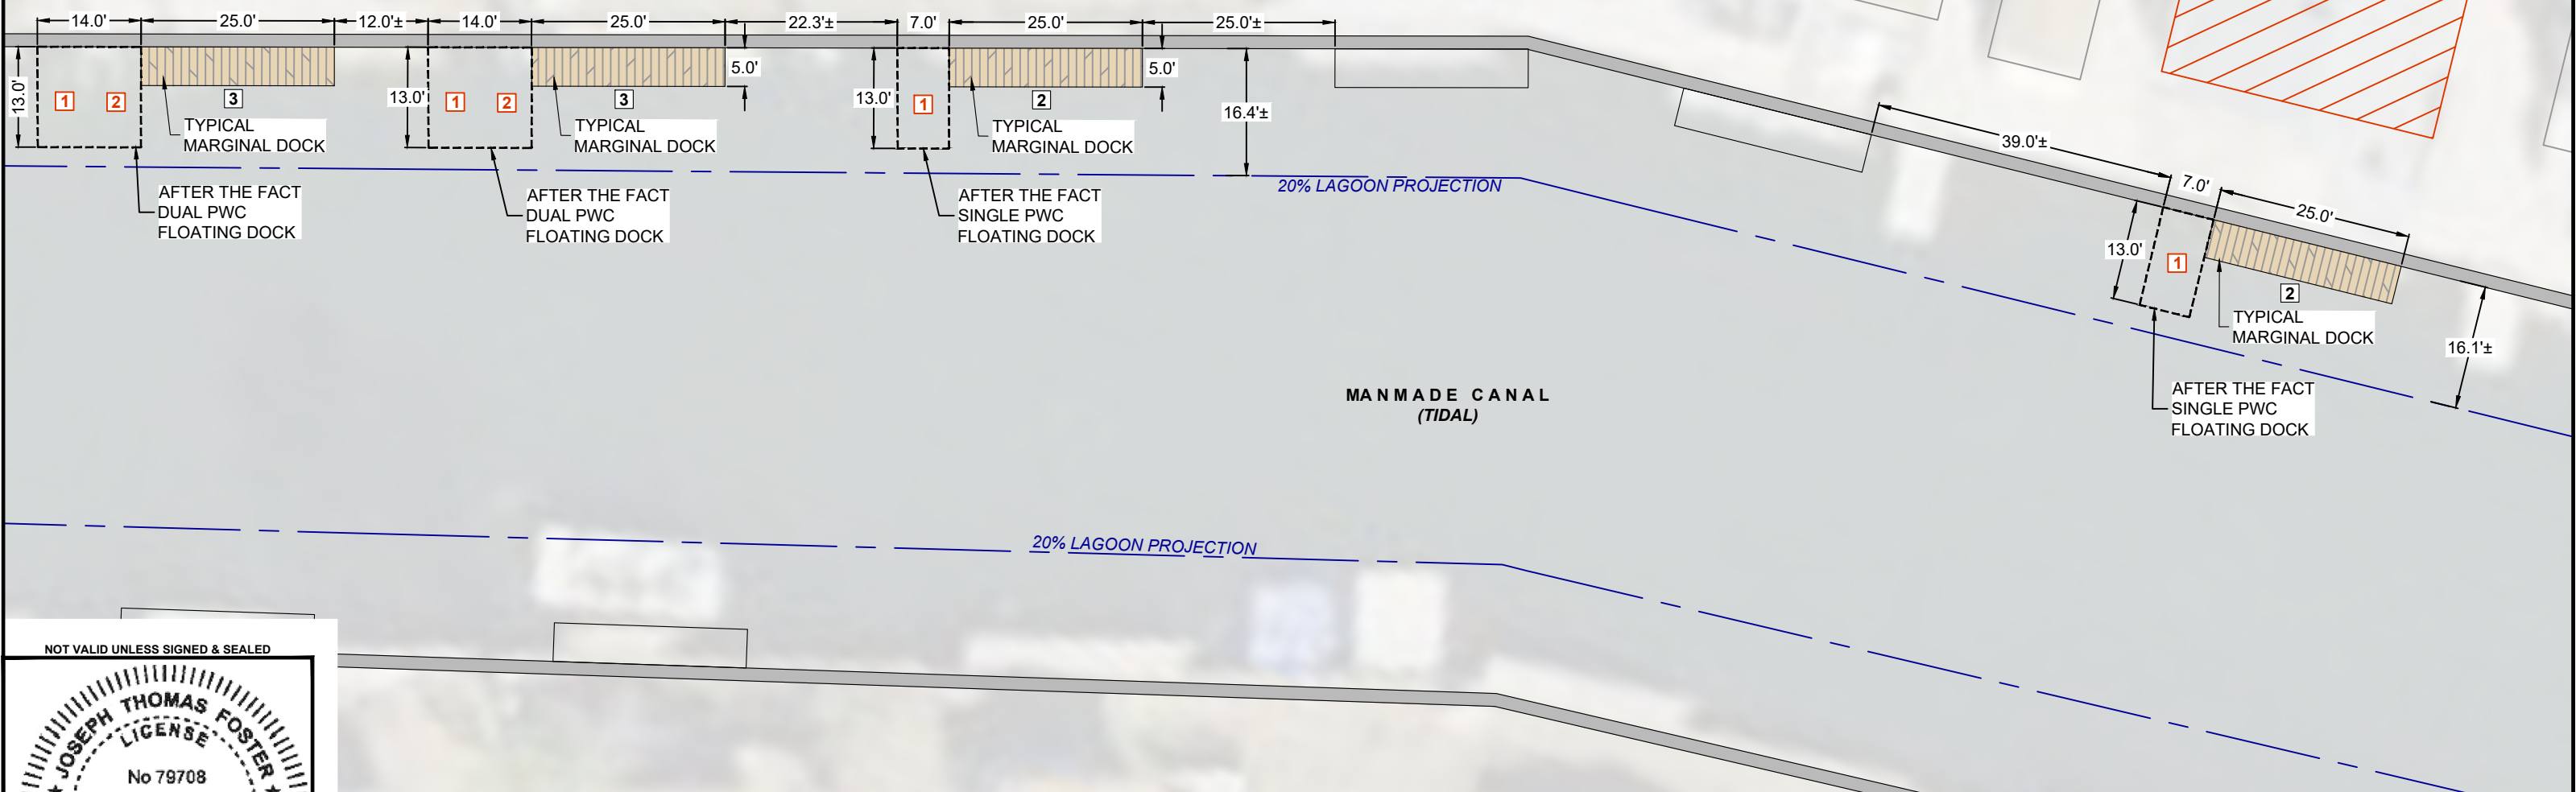 14.0' 25.0' 12.0'± 14.0' 25.0' 22.3'± 7.0' 25.0' 25.0'±
13.0'
1 2
3
TYPICAL
MARGINAL DOCK
AFTER THE FACT
DUAL PWC
FLOATING DOCK
13.0'
1 2
3
5.0'
TYPICAL
MARGINAL DOCK
AFTER THE FACT
DUAL PWC
FLOATING DOCK
13.0'
1
2
5.0'
TYPICAL
MARGINAL DOCK
AFTER THE FACT
SINGLE PWC
FLOATING DOCK
16.4'±
20% LAGOON PROJECTION
39.0'±
7.0'
25.0'
13.0'
1
2
TYPICAL
MARGINAL DOCK
16.1'±
AFTER THE FACT
SINGLE PWC
FLOATING DOCK
MANMADE CANAL
(TIDAL)
20% LAGOON PROJECTION
NOT VALID UNLESS SIGNED & SEALED
JOSEPH THOMAS FOSTER
LICENSE
No 79708